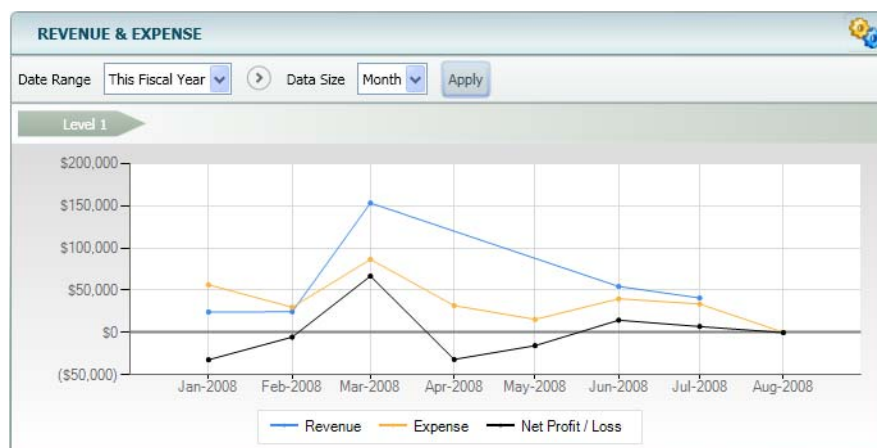 REVENUE & EXPENSE
Date Range This Fiscal Year Data Size Month Apply
Level 1
$200,000
$150,000
$100,000
$50,000
$0
($50,000)
Jan-2008 Feb-2008 Mar-2008 Apr-2008 May-2008 Jun-2008 Jul-2008 Aug-2008
Revenue Expense Net Profit / Loss